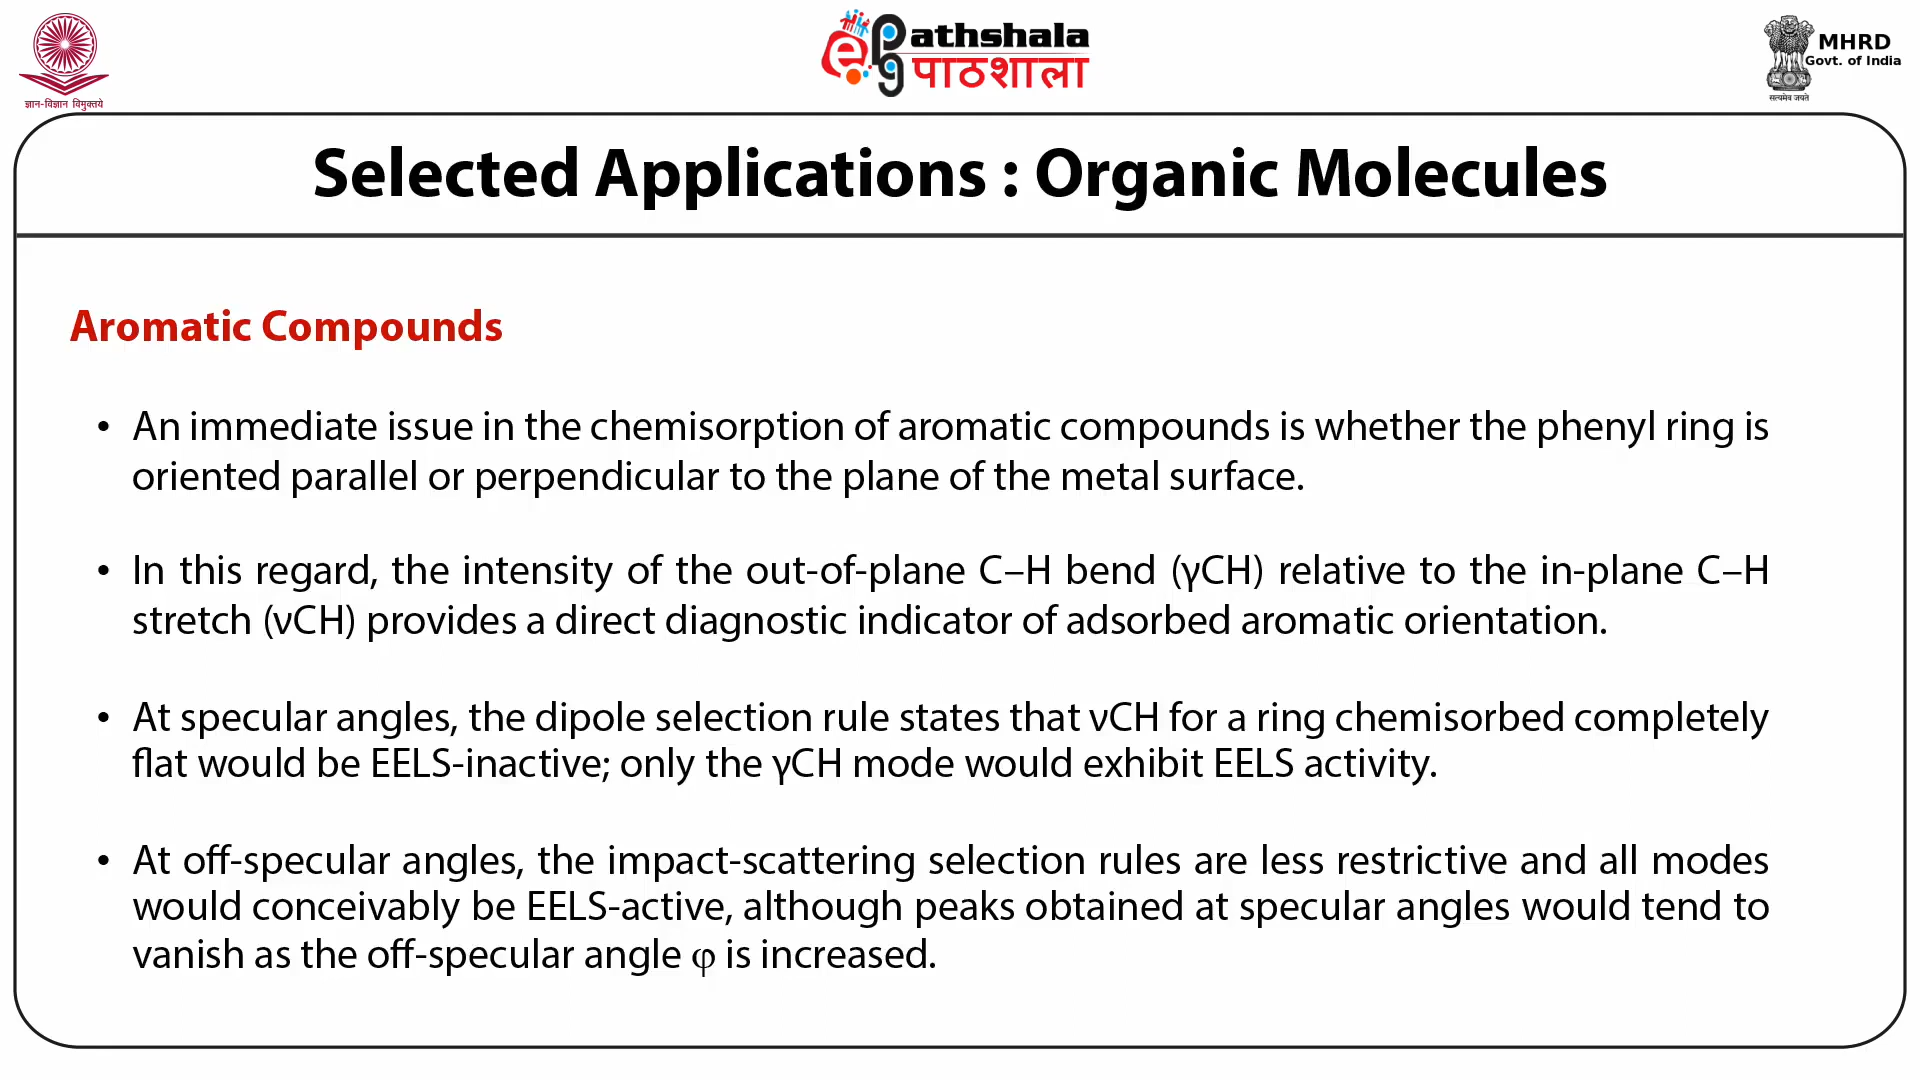 ज्ञान-विज्ञान विमुक्तये
ePathshala
पाठशाला
MHRD
Govt. of India
सत्यमेव जयते
Selected Applications : Organic Molecules
Aromatic Compounds
• An immediate issue in the chemisorption of aromatic compounds is whether the phenyl ring is
oriented parallel or perpendicular to the plane of the metal surface.
• In this regard, the intensity of the out-of-plane C–H bend (γCH) relative to the in-plane C–H
stretch (νCH) provides a direct diagnostic indicator of adsorbed aromatic orientation.
• At specular angles, the dipole selection rule states that νCH for a ring chemisorbed completely
flat would be EELS-inactive; only the γCH mode would exhibit EELS activity.
• At off-specular angles, the impact-scattering selection rules are less restrictive and all modes
would conceivably be EELS-active, although peaks obtained at specular angles would tend to
vanish as the off-specular angle φ is increased.